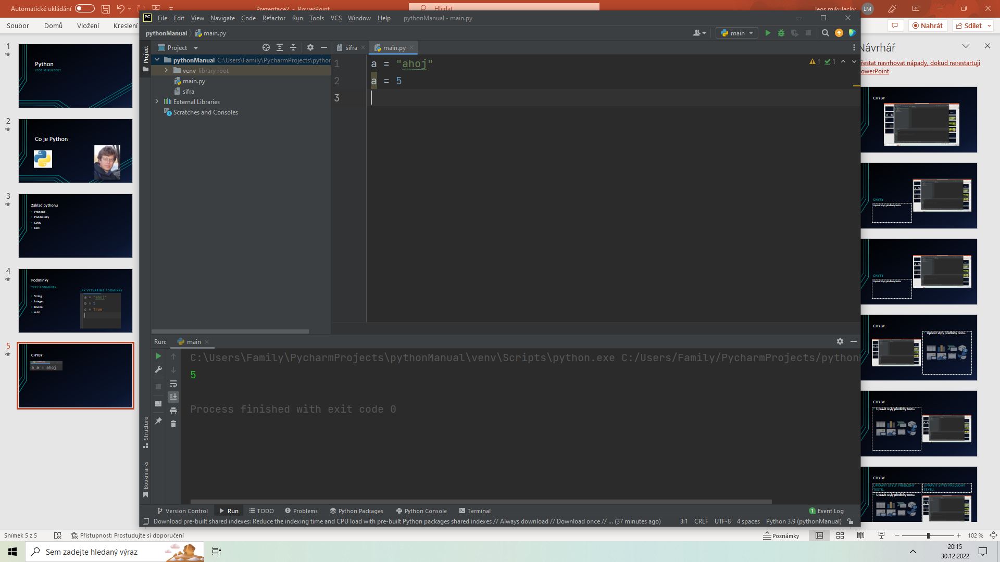 Automatické ukládání
Prezentace2 - PowerPoint
Hledat
leos mikulecky
LM
Soubor
Domů
Vložení
Kreslení
Nahrát
Sdílet
PC
File Edit View Navigate Code Refactor Run Tools VCS Window Help
pythonManual - main.py
pythonManual
main.py
main
Project
Project
pythonManual C:\Users\Family\PycharmProjects\python
venv library root
main.py
sifra
External Libraries
Scratches and Consoles
sifra
main.py
1 a = "ahoj"
2 a = 5
3
1
1
Run:
main
C:\Users\Family\PycharmProjects\pythonManual\venv\Scripts\python.exe C:/Users/Family/PycharmProjects/python
5
Process finished with exit code 0
Structure
Bookmarks
Version Control
Run
TODO
Problems
Python Packages
Python Console
Terminal
1 Event Log
Download pre-built shared indexes: Reduce the indexing time and CPU load with pre-built Python packages shared indexes // Always download // Download once // ... (37 minutes ago)
3:1 CRLF UTF-8 4 spaces Python 3.9 (pythonManual)
1
Python
LEOS MIKULECKY
2
Co je Python
3
Zaklad pythonu
Proněné
Poddmínky
Cykly
Listi
4
Podmínky
TYPY PODMÍNEK:
String
Integer
Boolin
Add.
JAK VYTVÁŘÍME PODMÍNKY
a = "ahoj"
b = 5
c = True
5
CHYBY
a a = ahoj
Návrhář
řestat navrhovat nápady, dokud nerestartuji
owerPoint
CHYBY
CHYBY
Upravit styly předlohy textu.
CHYBY
Upravit styly předlohy textu.
CHYBY
Upravit styly předlohy textu.
CHYBY
Upravit styly předlohy textu.
CHYBY
UPRAVIT STYLY PŘEDLOHY TEXTU.
UPRAVIT STYLY PŘEDLOHY TEXTU.
Upravit styly předlohy textu.
Snímek 5 z 5
Přístupnost: Prostudujte si doporučení
Poznámky
102 %
Sem zadejte hledaný výraz
20:15
30.12.2022